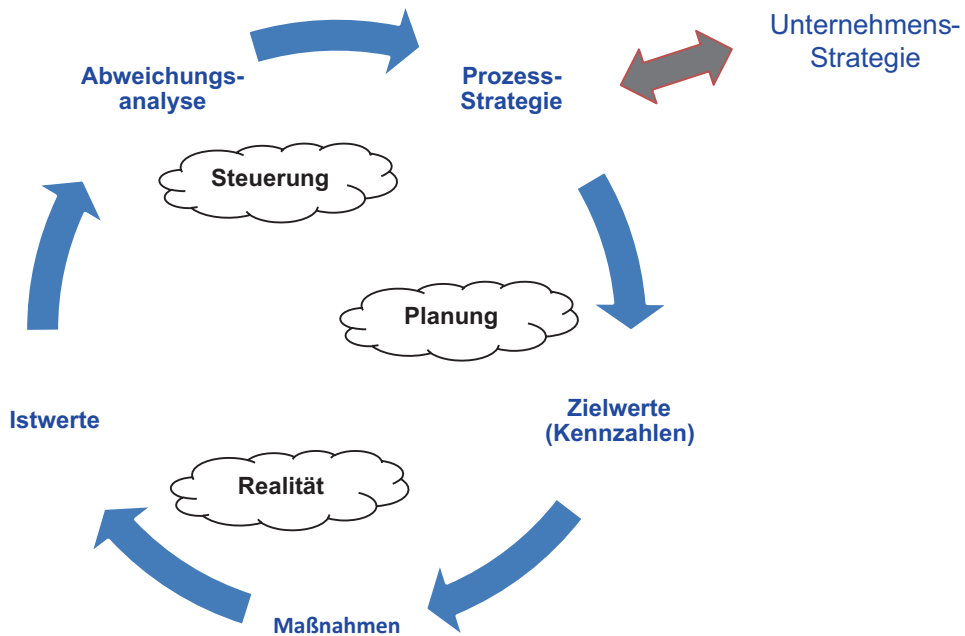 Unternehmens-
Strategie
Abweichungs-
analyse
Prozess-
Strategie
Steuerung
Planung
Istwerte
Zielwerte
(Kennzahlen)
Realität
Maßnahmen